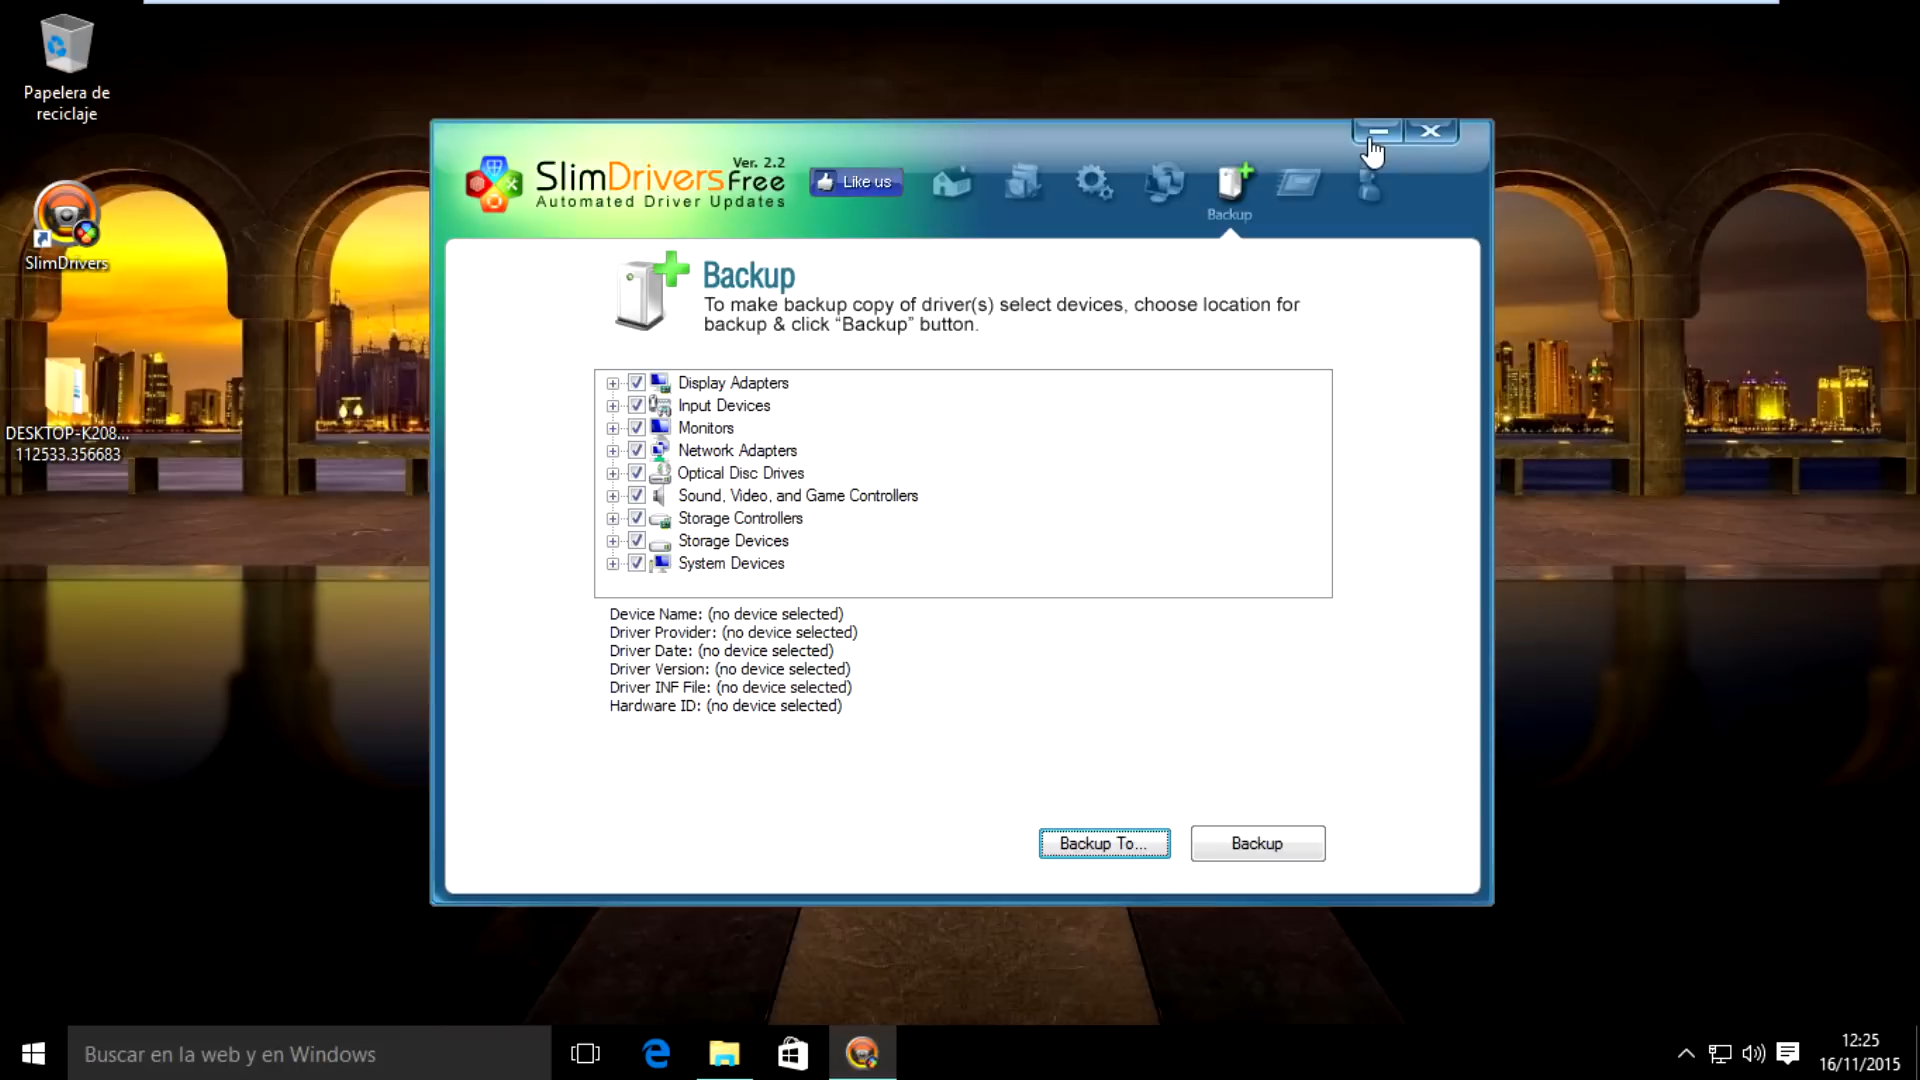 Papelera de
reciclaje
SlimDrivers
DESKTOP-K208...
112533.356683
SlimDriversFree
Ver. 2.2
Automated Driver Updates
Like us
Backup
Backup
To make backup copy of driver(s) select devices, choose location for
backup & click “Backup” button.
Display Adapters
Input Devices
Monitors
Network Adapters
Optical Disc Drives
Sound, Video, and Game Controllers
Storage Controllers
Storage Devices
System Devices
Device Name: (no device selected)
Driver Provider: (no device selected)
Driver Date: (no device selected)
Driver Version: (no device selected)
Driver INF File: (no device selected)
Hardware ID: (no device selected)
Backup To...
Backup
Buscar en la web y en Windows
12:25
16/11/2015